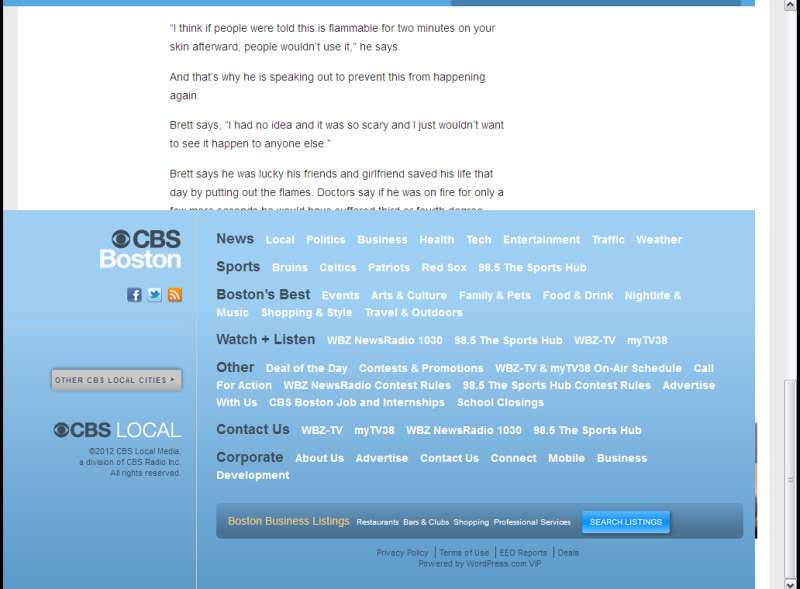 “I think if people were told this is flammable for two minutes on your
skin afterward, people wouldn’t use it,” he says.
And that’s why he is speaking out to prevent this from happening
again.
Brett says, “I had no idea and it was so scary and I just wouldn’t want
to see it happen to anyone else.”
Brett says he was lucky his friends and girlfriend saved his life that
day by putting out the flames. Doctors say if he was on fire for only a
few more seconds he would have suffered third or fourth degree
CBS
Boston
OTHER CBS LOCAL CITIES
CBS LOCAL
©2012 CBS Local Media,
a division of CBS Radio Inc.
All rights reserved.
News Local Politics Business Health Tech Entertainment Traffic Weather
Sports Bruins Celtics Patriots Red Sox 98.5 The Sports Hub
Boston’s Best Events Arts & Culture Family & Pets Food & Drink Nightlife &
Music Shopping & Style Travel & Outdoors
Watch + Listen WBZ NewsRadio 1030 98.5 The Sports Hub WBZ-TV myTV38
Other Deal of the Day Contests & Promotions WBZ-TV & myTV38 On-Air Schedule Call
For Action WBZ NewsRadio Contest Rules 98.5 The Sports Hub Contest Rules Advertise
With Us CBS Boston Job and Internships School Closings
Contact Us WBZ-TV myTV38 WBZ NewsRadio 1030 98.5 The Sports Hub
Corporate About Us Advertise Contact Us Connect Mobile Business
Development
Boston Business Listings Restaurants Bars & Clubs Shopping Professional Services SEARCH LISTINGS
Privacy Policy | Terms of Use | EEO Reports | Deals
Powered by WordPress.com VIP